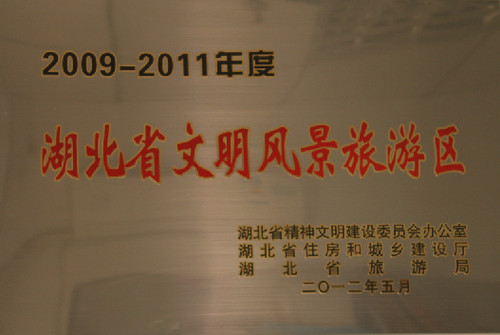 2009-2011年度
湖北省文明风景旅游区
湖北省精神文明建设委员会办公室
湖北省住房和城乡建设厅
湖北省旅游局
二〇一二年五月